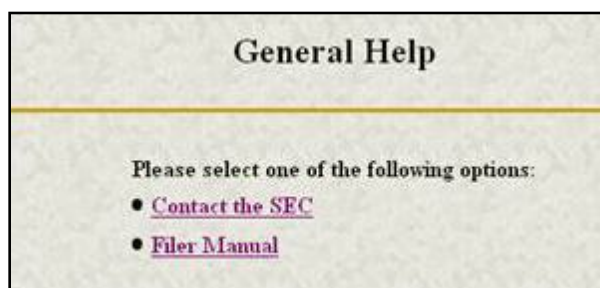 General Help
Please select one of the following options:
Contact the SEC
Filer Manual